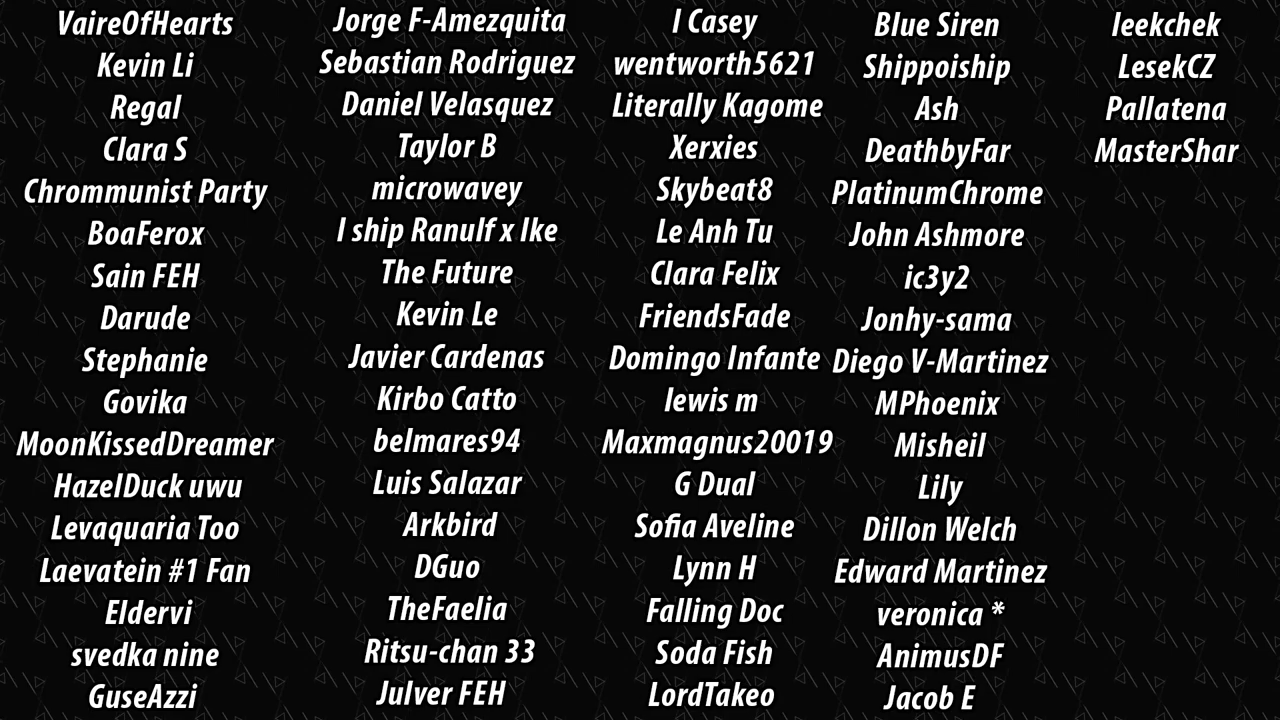 VaireOfHearts
Kevin Li
Regal
Clara S
Chrommunist Party
BoaFerox
Sain FEH
Darude
Stephanie
Govika
MoonKissedDreamer
HazelDuck uwu
Levaquaria Too
Laevatein #1 Fan
Eldervi
svedka nine
GuseAzzi
Jorge F-Amezquita
Sebastian Rodriguez
Daniel Velasquez
Taylor B
microwavey
I ship Ranulf x Ike
The Future
Kevin Le
Javier Cardenas
Kirbo Catto
belmares94
Luis Salazar
Arkbird
DGuo
TheFaelia
Ritsu-chan 33
Julver FEH
I Casey
wentworth5621
Literally Kagome
Xerxies
Skybeat8
Le Anh Tu
Clara Felix
FriendsFade
Domingo Infante
lewis m
Maxmagnus20019
G Dual
Sofia Aveline
Lynn H
Falling Doc
Soda Fish
LordTakeo
Blue Siren
Shippoiship
Ash
DeathbyFar
PlatinumChrome
John Ashmore
ic3y2
Jonhy-sama
Diego V-Martinez
MPhoenix
Misheil
Lily
Dillon Welch
Edward Martinez
veronica *
AnimusDF
Jacob E
leekchek
LesekCZ
Pallatena
MasterShar